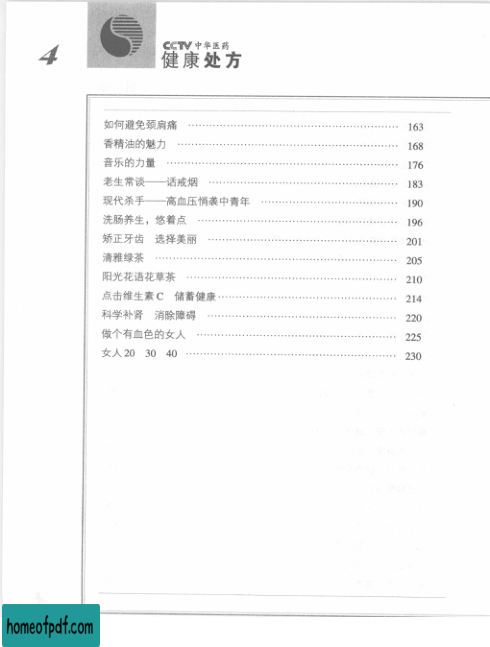 4
CCTV 中华医药
健康处方
如何避免颈肩痛 163
香精油的魅力 168
音乐的力量 176
老生常谈——话戒烟 183
现代杀手——高血压悄袭中青年 190
洗肠养生，悠着点 196
矫正牙齿 选择美丽 201
清雅绿茶 205
阳光花语花草茶 210
点击维生素C 储蓄健康 214
科学补肾 消除障碍 220
做个有血色的女人 225
女人20 30 40 230
homeofpdf.com